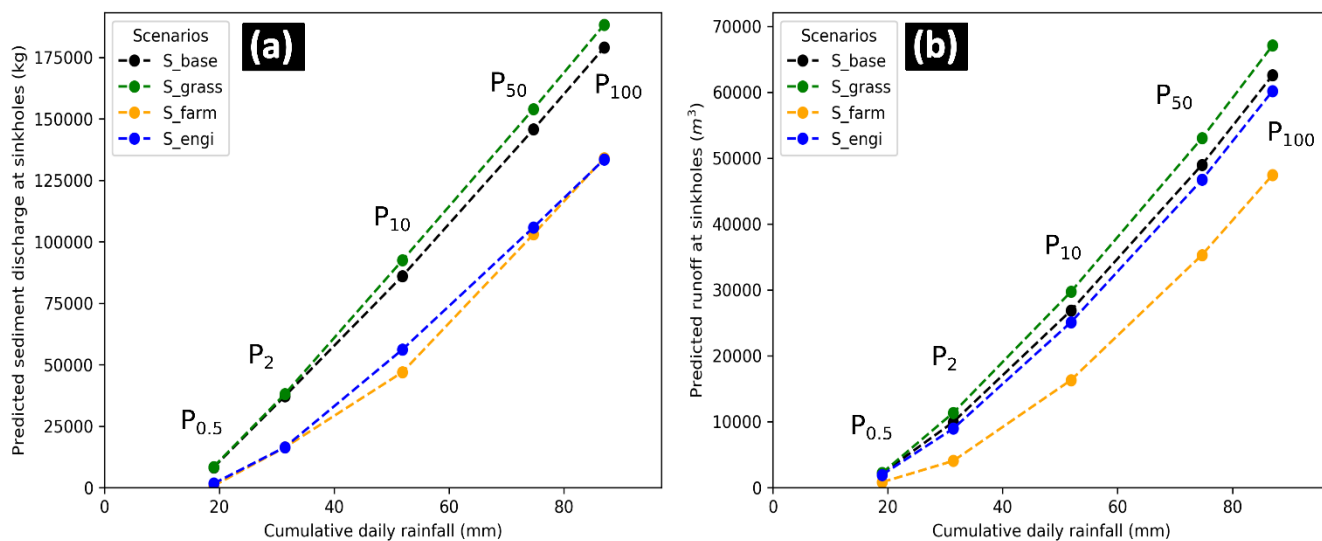 (a)
Scenarios
S_base
S_grass
S_farm
S_engi
P0.5
P2
P10
P50
P100
175000
150000
125000
100000
75000
50000
25000
0
0
20
40
60
80
Predicted sediment discharge at sinkholes (kg)
Cumulative daily rainfall (mm)
(b)
Scenarios
S_base
S_grass
S_farm
S_engi
P0.5
P2
P10
P50
P100
70000
60000
50000
40000
30000
20000
10000
0
0
20
40
60
80
Predicted runoff at sinkholes (m³)
Cumulative daily rainfall (mm)